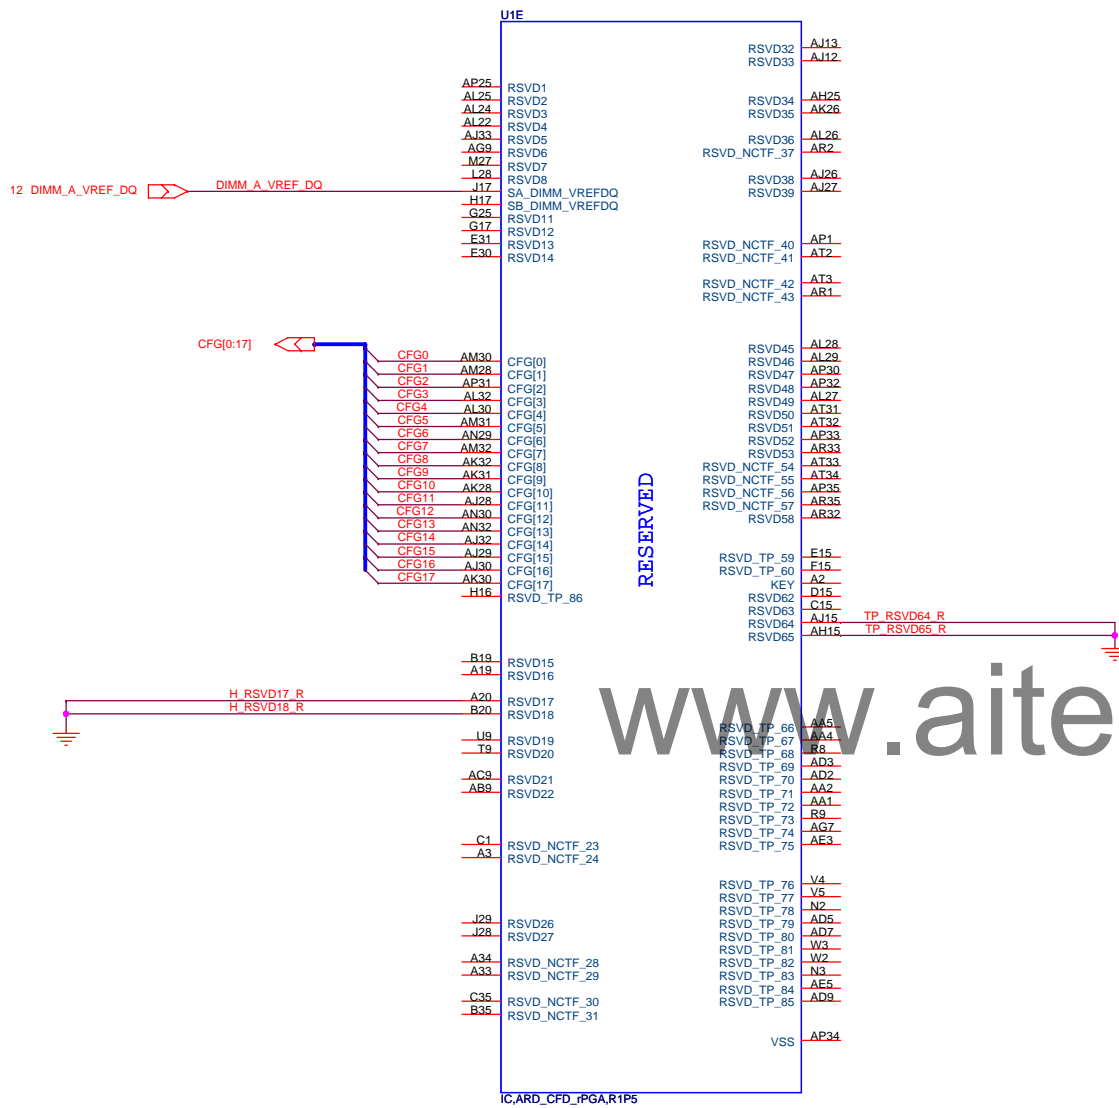 U1E
AP25 RSVD1
AL25 RSVD2
AL24 RSVD3
AL22 RSVD4
AJ33 RSVD5
AG9 RSVD6
M27 RSVD7
L28 RSVD8
12 DIMM_A_VREF_DQ DIMM_A_VREF_DQ J17 SA_DIMM_VREFDQ
H17 SB_DIMM_VREFDQ
G25 RSVD11
G17 RSVD12
E31 RSVD13
E30 RSVD14
CFG[0:17]
CFG0 AM30 CFG[0]
CFG1 AM28 CFG[1]
CFG2 AP31 CFG[2]
CFG3 AL32 CFG[3]
CFG4 AL30 CFG[4]
CFG5 AM31 CFG[5]
CFG6 AN29 CFG[6]
CFG7 AM32 CFG[7]
CFG8 AK32 CFG[8]
CFG9 AK31 CFG[9]
CFG10 AK28 CFG[10]
CFG11 AJ28 CFG[11]
CFG12 AN30 CFG[12]
CFG13 AN32 CFG[13]
CFG14 AJ32 CFG[14]
CFG15 AJ29 CFG[15]
CFG16 AJ30 CFG[16]
CFG17 AK30 CFG[17]
H16 RSVD_TP_86
B19 RSVD15
A19 RSVD16
H_RSVD17_R A20 RSVD17
H_RSVD18_R B20 RSVD18
U9 RSVD19
T9 RSVD20
AC9 RSVD21
AB9 RSVD22
C1 RSVD_NCTF_23
A3 RSVD_NCTF_24
J29 RSVD26
J28 RSVD27
A34 RSVD_NCTF_28
A33 RSVD_NCTF_29
C35 RSVD_NCTF_30
B35 RSVD_NCTF_31
RESERVED
RSVD32 AJ13
RSVD33 AJ12
RSVD34 AH25
RSVD35 AK26
RSVD36 AL26
RSVD_NCTF_37 AR2
RSVD38 AJ26
RSVD39 AJ27
RSVD_NCTF_40 AP1
RSVD_NCTF_41 AT2
RSVD_NCTF_42 AT3
RSVD_NCTF_43 AR1
RSVD45 AL28
RSVD46 AL29
RSVD47 AP30
RSVD48 AP32
RSVD49 AL27
RSVD50 AT31
RSVD51 AT32
RSVD52 AP33
RSVD53 AR33
RSVD_NCTF_54 AT33
RSVD_NCTF_55 AT34
RSVD_NCTF_56 AP35
RSVD_NCTF_57 AR35
RSVD58 AR32
RSVD_TP_59 E15
RSVD_TP_60 F15
KEY A2
RSVD62 D15
RSVD63 C15
RSVD64 AJ15 TP_RSVD64_R
RSVD65 AH15 TP_RSVD65_R
www.aite
RSVD_TP_66 AA5
RSVD_TP_67 AA4
RSVD_TP_68 R8
RSVD_TP_69 AD3
RSVD_TP_70 AD2
RSVD_TP_71 AA2
RSVD_TP_72 AA1
RSVD_TP_73 R9
RSVD_TP_74 AG7
RSVD_TP_75 AE3
RSVD_TP_76 V4
RSVD_TP_77 V5
RSVD_TP_78 N2
RSVD_TP_79 AD5
RSVD_TP_80 AD7
RSVD_TP_81 W3
RSVD_TP_82 W2
RSVD_TP_83 N3
RSVD_TP_84 AE5
RSVD_TP_85 AD9
VSS AP34
IC,ARD_CFD_rPGA,R1P5